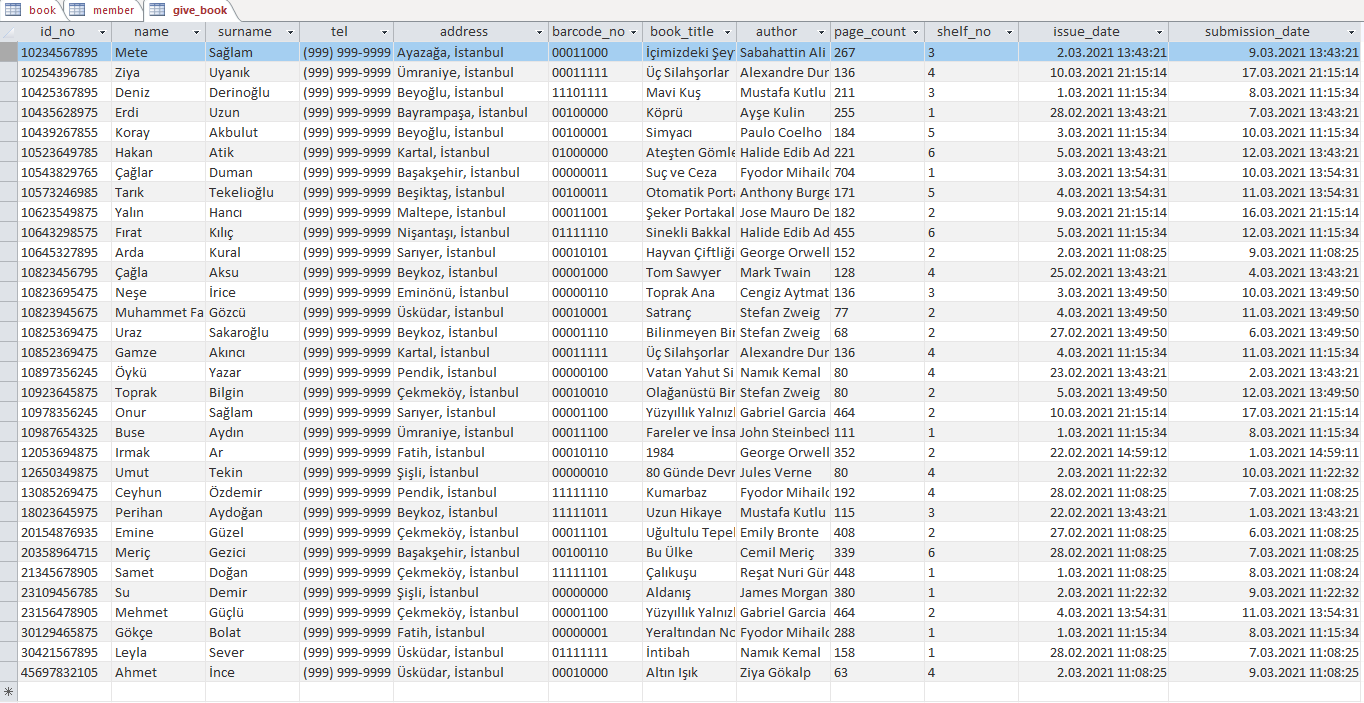 book member give_book
id_no name surname tel address barcode_no book_title author page_count shelf_no issue_date submission_date
10234567895 Mete Sağlam (999) 999-9999 Ayazağa, İstanbul 00011000 İçimizdeki Şey Sabahattin Ali 267 3 2.03.2021 13:43:21 9.03.2021 13:43:21
10254396785 Ziya Uyanık (999) 999-9999 Ümraniye, İstanbul 00011111 Üç Silahşorlar Alexandre Dur 136 4 10.03.2021 21:15:14 17.03.2021 21:15:14
10425367895 Deniz Derinoğlu (999) 999-9999 Beyoğlu, İstanbul 11101111 Mavi Kuş Mustafa Kutlu 211 3 1.03.2021 11:15:34 8.03.2021 11:15:34
10435628975 Erdi Uzun (999) 999-9999 Bayrampaşa, İstanbul 00100000 Köprü Ayşe Kulin 255 1 28.02.2021 13:43:21 7.03.2021 13:43:21
10439267855 Koray Akbulut (999) 999-9999 Beyoğlu, İstanbul 00100001 Simyacı Paulo Coelho 184 5 3.03.2021 11:15:34 10.03.2021 11:15:34
10523649785 Hakan Atik (999) 999-9999 Kartal, İstanbul 01000000 Ateşten Gömle Halide Edib Ad 221 6 5.03.2021 13:43:21 12.03.2021 13:43:21
10543829765 Çağlar Duman (999) 999-9999 Başakşehir, İstanbul 00000011 Suç ve Ceza Fyodor Mihailo 704 1 3.03.2021 13:54:31 10.03.2021 13:54:31
10573246985 Tarık Tekelioğlu (999) 999-9999 Beşiktaş, İstanbul 00100011 Otomatik Porta Anthony Burge 171 5 4.03.2021 13:54:31 11.03.2021 13:54:31
10623549875 Yalın Hancı (999) 999-9999 Maltepe, İstanbul 00011001 Şeker Portakal Jose Mauro De 182 2 9.03.2021 21:15:14 16.03.2021 21:15:14
10643298575 Fırat Kılıç (999) 999-9999 Nişantaşı, İstanbul 01111110 Sinekli Bakkal Halide Edib Ad 455 6 5.03.2021 11:15:34 12.03.2021 11:15:34
10645327895 Arda Kural (999) 999-9999 Sarıyer, İstanbul 00010101 Hayvan Çiftliği George Orwell 152 2 2.03.2021 11:08:25 9.03.2021 11:08:25
10823456795 Çağla Aksu (999) 999-9999 Beykoz, İstanbul 00001000 Tom Sawyer Mark Twain 128 4 25.02.2021 13:43:21 4.03.2021 13:43:21
10823695475 Neşe İrice (999) 999-9999 Eminönü, İstanbul 00000110 Toprak Ana Cengiz Aytmat 136 3 3.03.2021 13:49:50 10.03.2021 13:49:50
10823945675 Muhammet Fa Gözcü (999) 999-9999 Üsküdar, İstanbul 00010001 Satranç Stefan Zweig 77 2 4.03.2021 13:49:50 11.03.2021 13:49:50
10825369475 Uraz Sakaroğlu (999) 999-9999 Beykoz, İstanbul 00001110 Bilinmeyen Bir Stefan Zweig 68 2 27.02.2021 13:49:50 6.03.2021 13:49:50
10852369475 Gamze Akıncı (999) 999-9999 Kartal, İstanbul 00011111 Üç Silahşorlar Alexandre Dur 136 4 4.03.2021 11:15:34 11.03.2021 11:15:34
10897356245 Öykü Yazar (999) 999-9999 Pendik, İstanbul 00000100 Vatan Yahut Si Namık Kemal 80 4 23.02.2021 13:43:21 2.03.2021 13:43:21
10923645875 Toprak Bilgin (999) 999-9999 Çekmeköy, İstanbul 00010010 Olağanüstü Bir Stefan Zweig 80 2 5.03.2021 13:49:50 12.03.2021 13:49:50
10978356245 Onur Sağlam (999) 999-9999 Sarıyer, İstanbul 00001100 Yüzyıllık Yalnızl Gabriel Garcia 464 2 10.03.2021 21:15:14 17.03.2021 21:15:14
10987654325 Buse Aydın (999) 999-9999 Ümraniye, İstanbul 00011100 Fareler ve İnsa John Steinbeck 111 1 1.03.2021 11:15:34 8.03.2021 11:15:34
12053694875 Irmak Ar (999) 999-9999 Fatih, İstanbul 00010110 1984 George Orwell 352 2 22.02.2021 14:59:12 1.03.2021 14:59:11
12650349875 Umut Tekin (999) 999-9999 Şişli, İstanbul 00000010 80 Günde Devr Jules Verne 80 4 2.03.2021 11:22:32 10.03.2021 11:22:32
13085269475 Ceyhun Özdemir (999) 999-9999 Pendik, İstanbul 11111110 Kumarbaz Fyodor Mihailo 192 4 28.02.2021 11:08:25 7.03.2021 11:08:25
18023645975 Perihan Aydoğan (999) 999-9999 Beykoz, İstanbul 11111011 Uzun Hikaye Mustafa Kutlu 115 3 22.02.2021 13:43:21 1.03.2021 13:43:21
20154876935 Emine Güzel (999) 999-9999 Çekmeköy, İstanbul 00011101 Uğultulu Tepel Emily Bronte 408 2 27.02.2021 11:08:25 6.03.2021 11:08:25
20358964715 Meriç Gezici (999) 999-9999 Başakşehir, İstanbul 00100110 Bu Ülke Cemil Meriç 339 6 28.02.2021 11:08:25 7.03.2021 11:08:25
21345678905 Samet Doğan (999) 999-9999 Çekmeköy, İstanbul 11111101 Çalıkuşu Reşat Nuri Gür 448 1 1.03.2021 11:08:25 8.03.2021 11:08:24
23109456785 Su Demir (999) 999-9999 Şişli, İstanbul 00000000 Aldanış James Morgan 380 1 2.03.2021 11:22:32 9.03.2021 11:22:32
23156478905 Mehmet Güçlü (999) 999-9999 Çekmeköy, İstanbul 00001100 Yüzyıllık Yalnızl Gabriel Garcia 464 2 4.03.2021 13:54:31 11.03.2021 13:54:31
30129465875 Gökçe Bolat (999) 999-9999 Fatih, İstanbul 00000001 Yeraltından No Fyodor Mihailo 288 1 1.03.2021 11:15:34 8.03.2021 11:15:34
30421567895 Leyla Sever (999) 999-9999 Üsküdar, İstanbul 01111111 İntibah Namık Kemal 158 1 28.02.2021 11:08:25 7.03.2021 11:08:25
45697832105 Ahmet İnce (999) 999-9999 Üsküdar, İstanbul 00010000 Altın Işık Ziya Gökalp 63 4 2.03.2021 11:08:25 9.03.2021 11:08:25